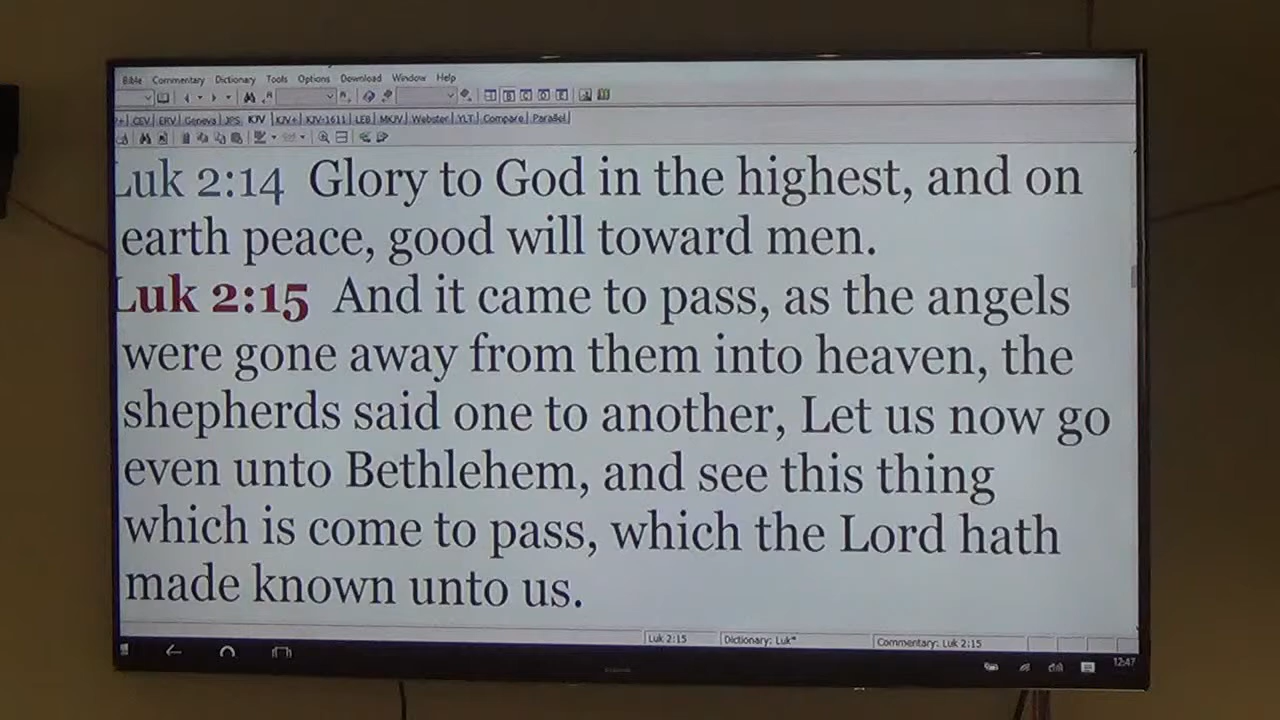 Bible Commentary Dictionary Tools Options Download Window Help
CEV ERV Geneva JPS KJV KJV+ KJV-1611 LEB MKJV Webster YLT Compare Parallel
Luk 2:14 Glory to God in the highest, and on
earth peace, good will toward men.
Luk 2:15 And it came to pass, as the angels
were gone away from them into heaven, the
shepherds said one to another, Let us now go
even unto Bethlehem, and see this thing
which is come to pass, which the Lord hath
made known unto us.
Luk 2:15 Dictionary: Luk* Commentary: Luk 2:15
12:47